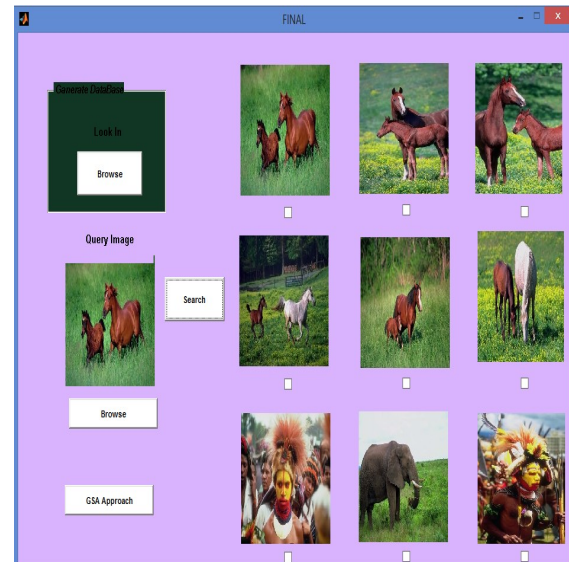 FINAL
Generate DataBase
Look In
Browse
Query Image
Search
Browse
GSA Approach